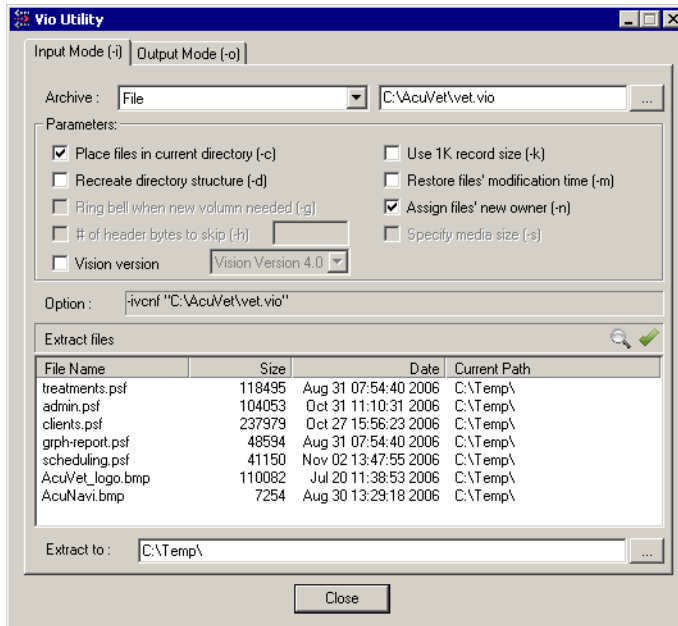 Vio Utility
Input Mode (-i) Output Mode (-o)
Archive : File C:\AcuVet\vet.vio ...
Parameters:
Place files in current directory (-c) Use 1K record size (-k)
Recreate directory structure (-d) Restore files' modification time (-m)
Ring bell when new volumn needed (-g) Assign files' new owner (-n)
# of header bytes to skip (-h) Specify media size (-s)
Vision version Vision Version 4.0
Option : -ivcnf "C:\AcuVet\vet.vio"
Extract files
File Name Size Date Current Path
treatments.psf 118495 Aug 31 07:54:40 2006 C:\Temp\
admin.psf 104053 Oct 31 11:10:31 2006 C:\Temp\
clients.psf 237979 Oct 27 15:56:23 2006 C:\Temp\
grph-report.psf 48594 Aug 31 07:54:40 2006 C:\Temp\
scheduling.psf 41150 Nov 02 13:47:55 2006 C:\Temp\
AcuVet_logo.bmp 110082 Jul 20 11:38:53 2006 C:\Temp\
AcuNavi.bmp 7254 Aug 30 13:29:18 2006 C:\Temp\
Extract to : C:\Temp\ ...
Close